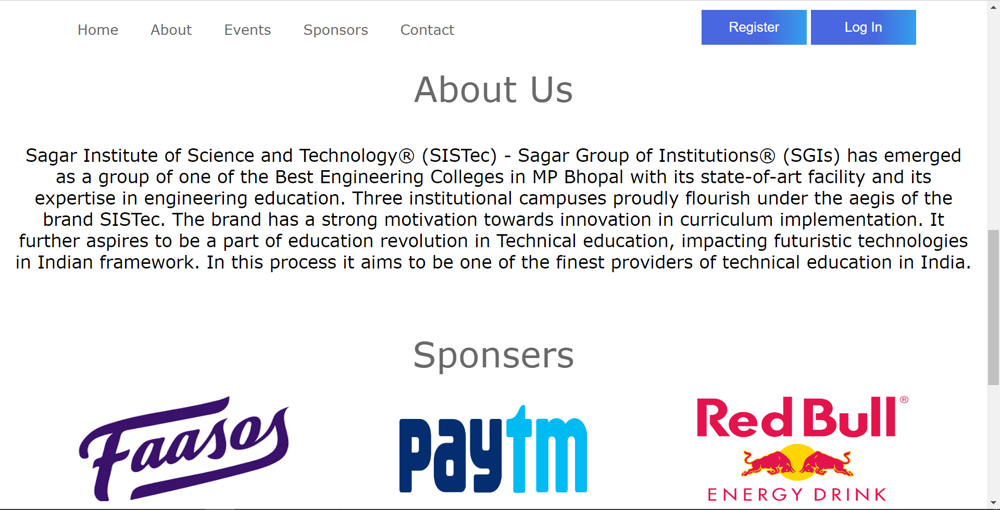 Home About Events Sponsors Contact Register Log In
About Us
Sagar Institute of Science and Technology® (SISTec) - Sagar Group of Institutions® (SGIs) has emerged
as a group of one of the Best Engineering Colleges in MP Bhopal with its state-of-art facility and its
expertise in engineering education. Three institutional campuses proudly flourish under the aegis of the
brand SISTec. The brand has a strong motivation towards innovation in curriculum implementation. It
further aspires to be a part of education revolution in Technical education, impacting futuristic technologies
in Indian framework. In this process it aims to be one of the finest providers of technical education in India.
Sponsers
Faasos
paytm
Red Bull®
ENERGY DRINK